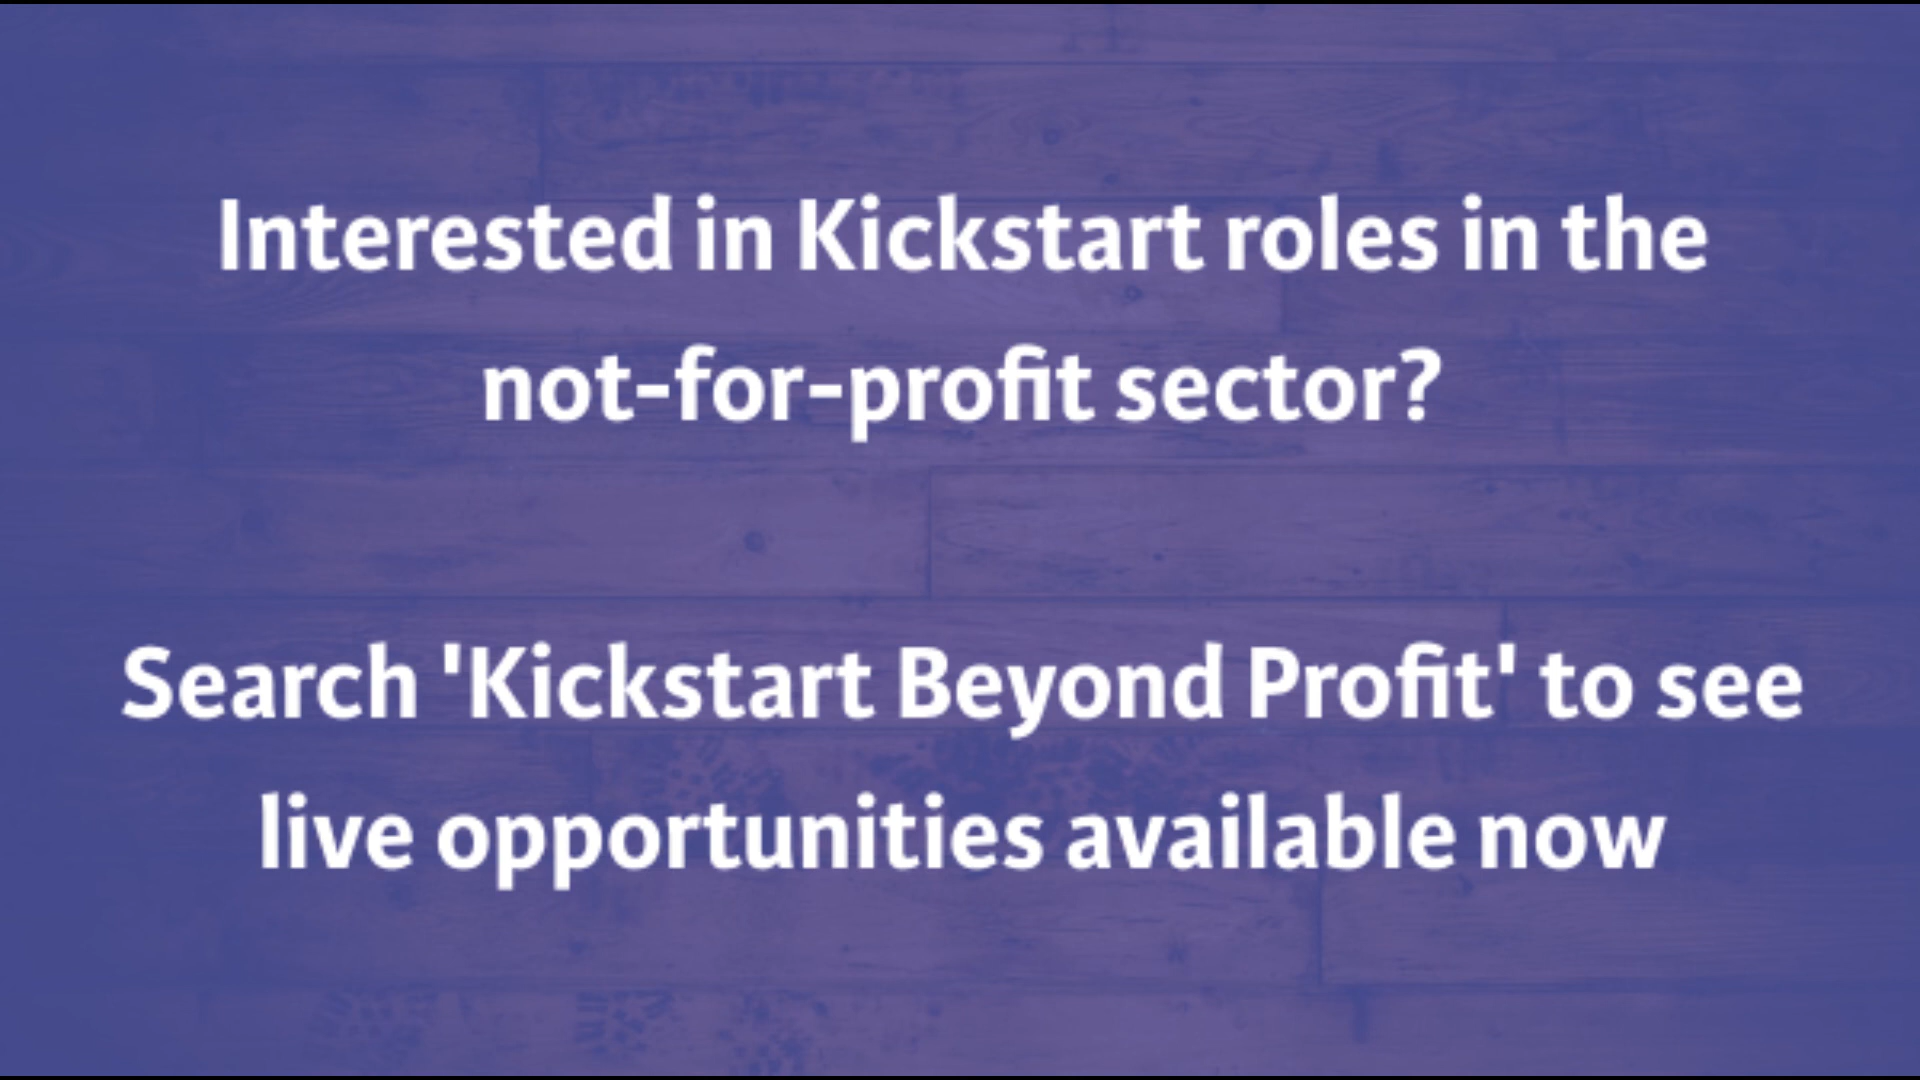 Interested in Kickstart roles in the
not-for-profit sector?
Search 'Kickstart Beyond Profit' to see
live opportunities available now